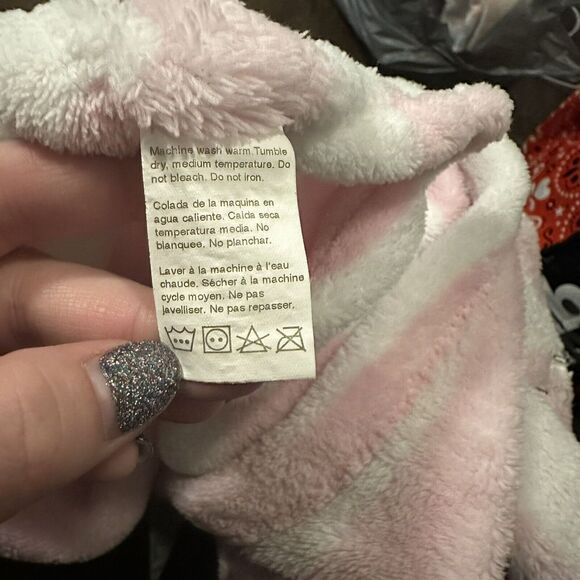 Machine wash warm.Tumble
dry, medium temperature. Do
not bleach. Do not iron.
Colada de la maquina en
agua caliente. Caida seca
temperatura media. No
blanquee. No planchar.
Laver à la machine à l'eau
chaude. Sécher à la machine
cycle moyen. Ne pas
javelliser. Ne pas repasser.